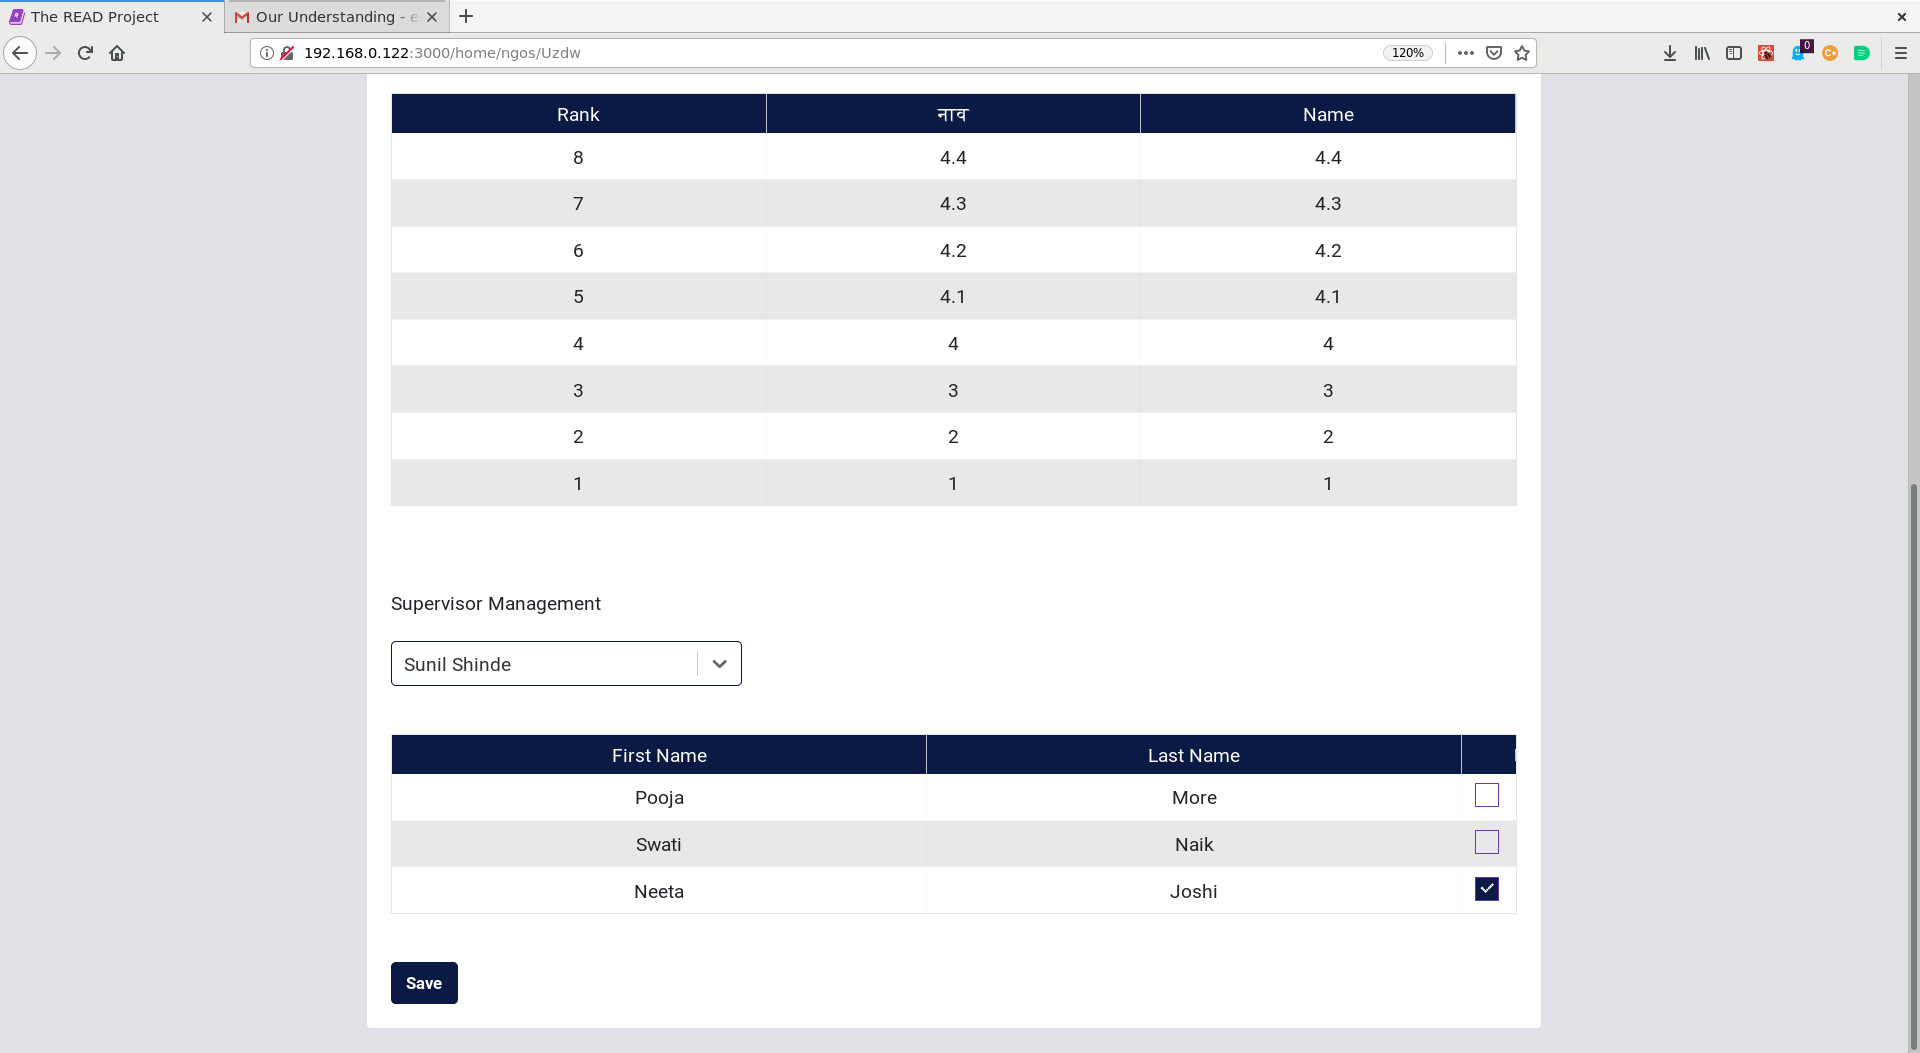 The READ Project
Our Understanding - e
192.168.0.122:3000/home/ngos/Uzdw
120%
0
Rank नाव Name
8 4.4 4.4
7 4.3 4.3
6 4.2 4.2
5 4.1 4.1
4 4 4
3 3 3
2 2 2
1 1 1
Supervisor Management
Sunil Shinde
First Name Last Name
Pooja More
Swati Naik
Neeta Joshi
Save